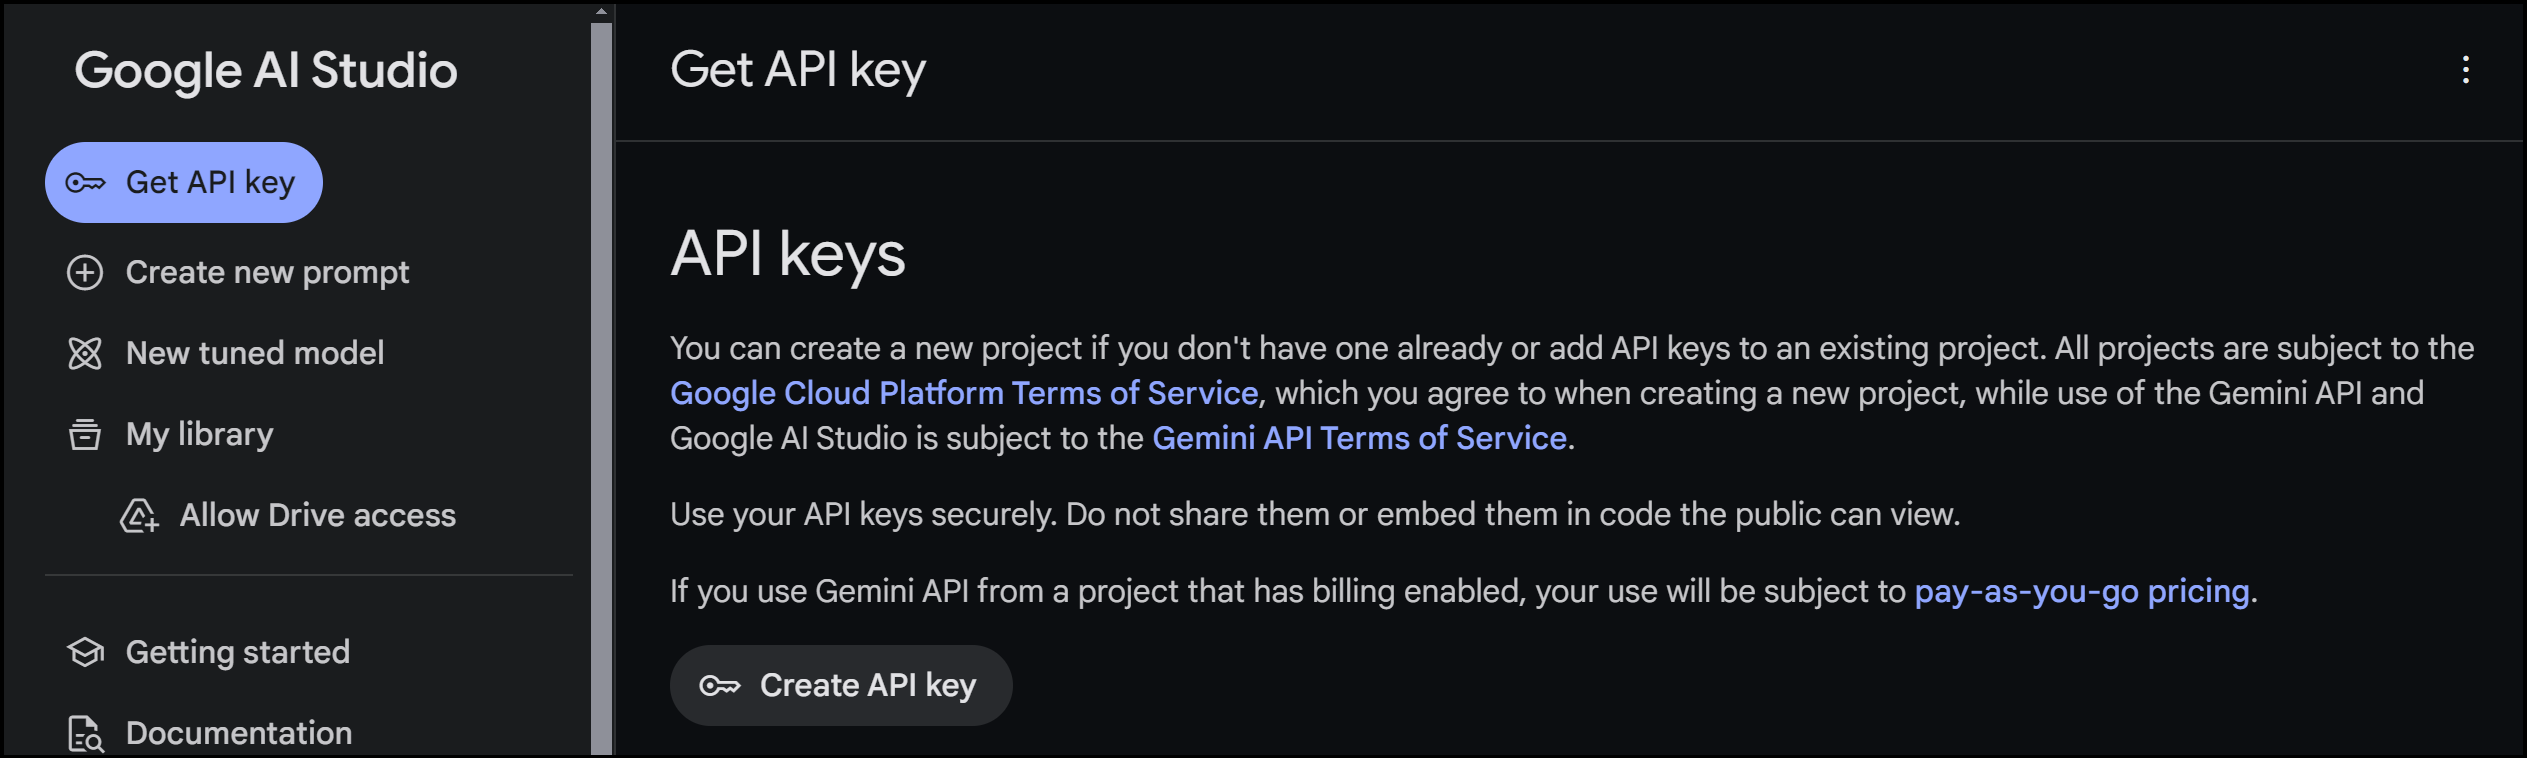 Google AI Studio
Get API key
Create new prompt
New tuned model
My library
Allow Drive access
Getting started
Documentation
Get API key
API keys
You can create a new project if you don't have one already or add API keys to an existing project. All projects are subject to the
Google Cloud Platform Terms of Service, which you agree to when creating a new project, while use of the Gemini API and
Google AI Studio is subject to the Gemini API Terms of Service.
Use your API keys securely. Do not share them or embed them in code the public can view.
If you use Gemini API from a project that has billing enabled, your use will be subject to pay-as-you-go pricing.
Create API key